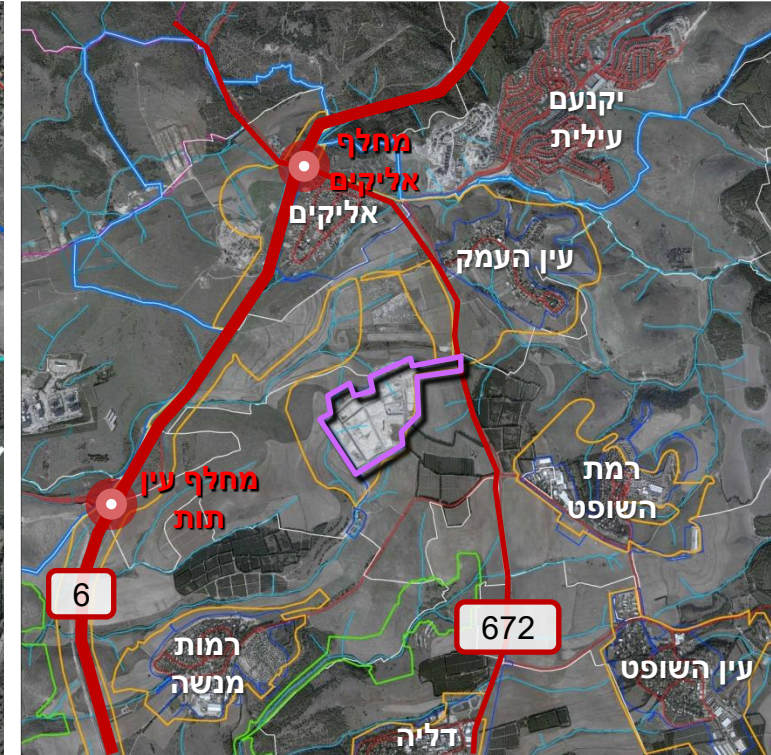 יקנעם
עילית
מחלף
אליקים
אליקים
עין העמק
רמת
השופט
מחלף עין
תות
6
672
רמות
מנשה
עין השופט
דליה